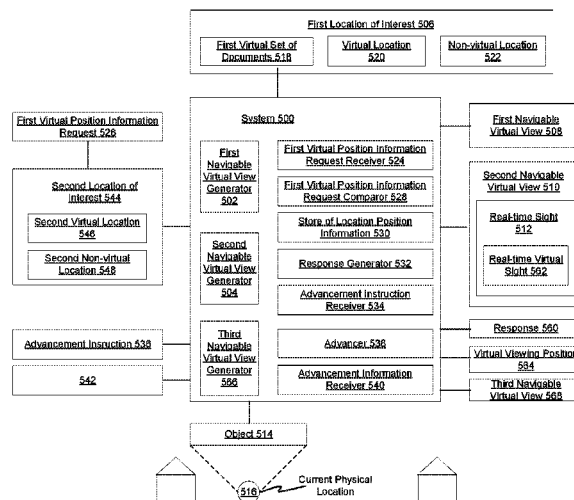 First Location of Interest 506
First Virtual Set of
Documents 518
Virtual Location
520
Non-virtual Location
522
System 500
First Virtual Position Information
Request 526
Second Location of
Interest 544
Second Virtual Location
546
Second Non-virtual
Location 548
Advancement Insruction 536
542
First
Navigable
Virtual View
Generator
502
Second
Navigable
Virtual View
Generator
504
Third
Navigable
Virtual View
Generator
566
First Virtual Position Information
Request Receiver 524
First Virtual Position Information
Request Comparor 528
Store of Location Position
Information 530
Response Generator 532
Advancement Instruction
Receiver 534
Advancer 538
Advancement Information
Receiver 540
First Navigable
Virtual View 508
Second Navigable
Virtual View 510
Real-time Sight
512
Real-time Virtual
Sight 562
Response 560
Virtual Viewing Position
564
Third Navigable
Virtual View 568
Object 514
516
Current Physical
Location